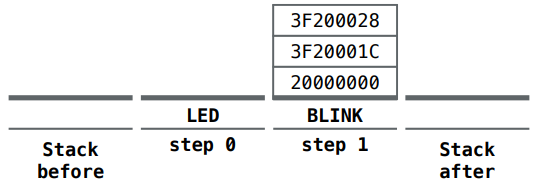 3F200028
3F20001C
20000000
LED BLINK
Stack before step 0 step 1 Stack after